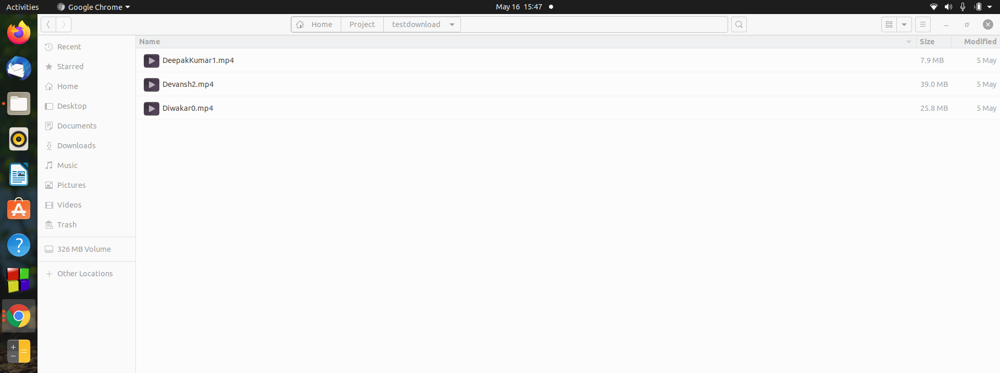 Activities Google Chrome May 16 15:47
Home Project testdownload
Name Size Modified
Recent
DeepakKumar1.mp4 7.9 MB 5 May
Starred
Devansh2.mp4 39.0 MB 5 May
Home
Diwakar0.mp4 25.8 MB 5 May
Desktop
Documents
Downloads
Music
Pictures
Videos
Trash
326 MB Volume
Other Locations